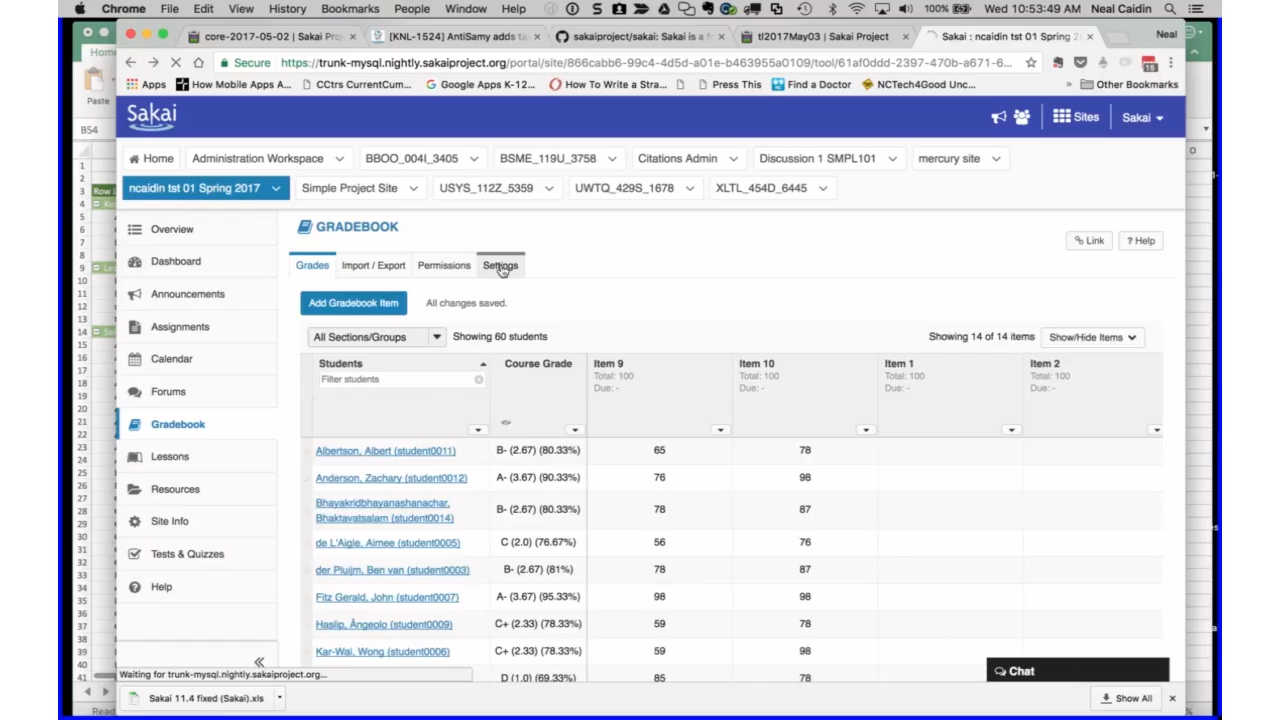 Chrome File Edit View History Bookmarks People Window Help 100% Wed 10:53:49 AM Neal Caidin
core-2017-05-02 | Sakai Pro [KNL-1524] AntiSamy adds ta sakaiproject/sakai: Sakai is a f tl2017May03 | Sakai Project Sakai : ncaidin tst 01 Spring 2 Neal
Secure https://trunk-mysql.nightly.sakaiproject.org/portal/site/866cabb6-99c4-4d5d-a01e-b463955a0109/tool/61af0ddd-2397-470b-a671-6... 15
Apps How Mobile Apps A... CCtrs CurrentCum... Google Apps K-12... How To Write a Stra... Press This Find a Doctor NCTech4Good Unc... » Other Bookmarks
Home
Paste
B54
Sakai Sites Sakai
Home Administration Workspace BBOO_004I_3405 BSME_119U_3758 Citations Admin Discussion 1 SMPL101 mercury site
ncaidin tst 01 Spring 2017 Simple Project Site USYS_112Z_5359 UWTQ_429S_1678 XLTL_454D_6445
Overview
Dashboard
Announcements
Assignments
Calendar
Forums
Gradebook
Lessons
Resources
Site Info
Tests & Quizzes
Help
GRADEBOOK
Link ? Help
Grades Import / Export Permissions Settings
Add Gradebook Item All changes saved.
All Sections/Groups Showing 60 students Showing 14 of 14 items Show/Hide Items
Students Course Grade Item 9 Item 10 Item 1 Item 2
Filter students Total: 100 Total: 100 Total: 100 Total: 100
Due: - Due: - Due: - Due: -
Albertson, Albert (student0011) B- (2.67) (80.33%) 65 78
Anderson, Zachary (student0012) A- (3.67) (90.33%) 76 98
Bhayakridbhayanashanachar,
Bhaktavatsalam (student0014) B- (2.67) (80.33%) 78 87
de L'Aigle, Aimee (student0005) C (2.0) (76.67%) 56 76
der Pluijm, Ben van (student0003) B- (2.67) (81%) 78 87
Fitz Gerald, John (student0007) A- (3.67) (95.33%) 98 98
Haslip, Ângeolo (student0009) C+ (2.33) (78.33%) 59 78
Kar-Wai, Wong (student0006) C+ (2.33) (78.33%) 59 98
D (1.0) (69.33%) 85 78
Chat
Waiting for trunk-mysql.nightly.sakaiproject.org...
Sakai 11.4 fixed (Sakai).xls Show All